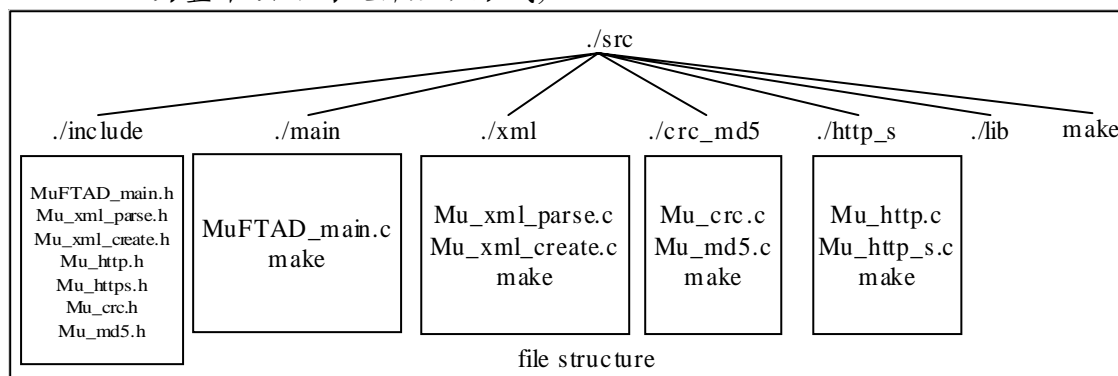 ./src
./include ./main ./xml ./crc_md5 ./http_s ./lib make
MuFTAD_main.h
Mu_xml_parse.h
Mu_xml_create.h
Mu_http.h
Mu_https.h
Mu_crc.h
Mu_md5.h
MuFTAD_main.c
make
Mu_xml_parse.c
Mu_xml_create.c
make
Mu_crc.c
Mu_md5.c
make
Mu_http.c
Mu_http_s.c
make
file structure